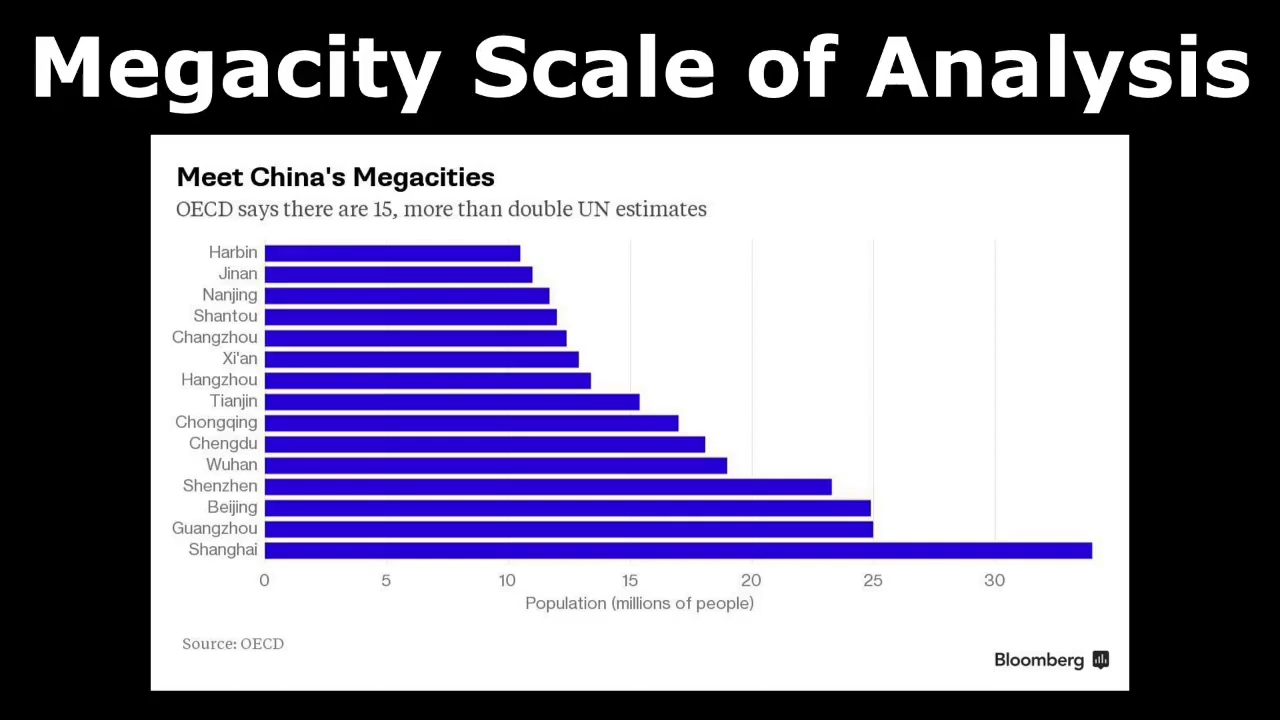 Megacity Scale of Analysis
Meet China's Megacities
OECD says there are 15, more than double UN estimates
Harbin
Jinan
Nanjing
Shantou
Changzhou
Xi'an
Hangzhou
Tianjin
Chongqing
Chengdu
Wuhan
Shenzhen
Beijing
Guangzhou
Shanghai
0 5 10 15 20 25 30
Population (millions of people)
Source: OECD
Bloomberg